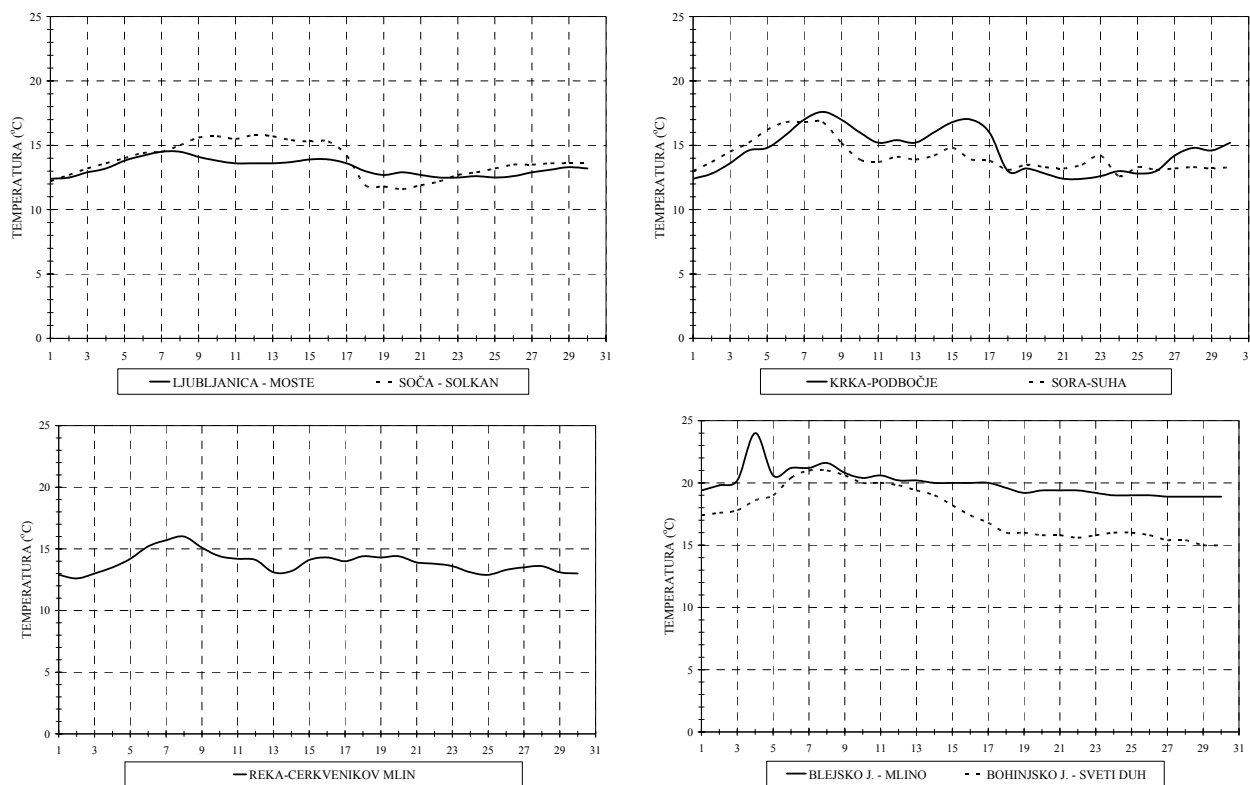 25
20
15
10
5
0
TEMPERATURA (°C)
1 3 5 7 9 11 13 15 17 19 21 23 25 27 29 31
LJUBLJANICA - MOSTE SOČA - SOLKAN
25
20
15
10
5
0
TEMPERATURA (°C)
1 3 5 7 9 11 13 15 17 19 21 23 25 27 29 31
KRKA-PODBOČJE SORA-SUHA
25
20
15
10
5
0
TEMPERATURA (°C)
1 3 5 7 9 11 13 15 17 19 21 23 25 27 29 31
REKA-CERKVENIKOV MLIN
25
20
15
10
5
0
TEMPERATURA (°C)
1 3 5 7 9 11 13 15 17 19 21 23 25 27 29 31
BLEJSKO J. - MLINO BOHINJSKO J. - SVETI DUH